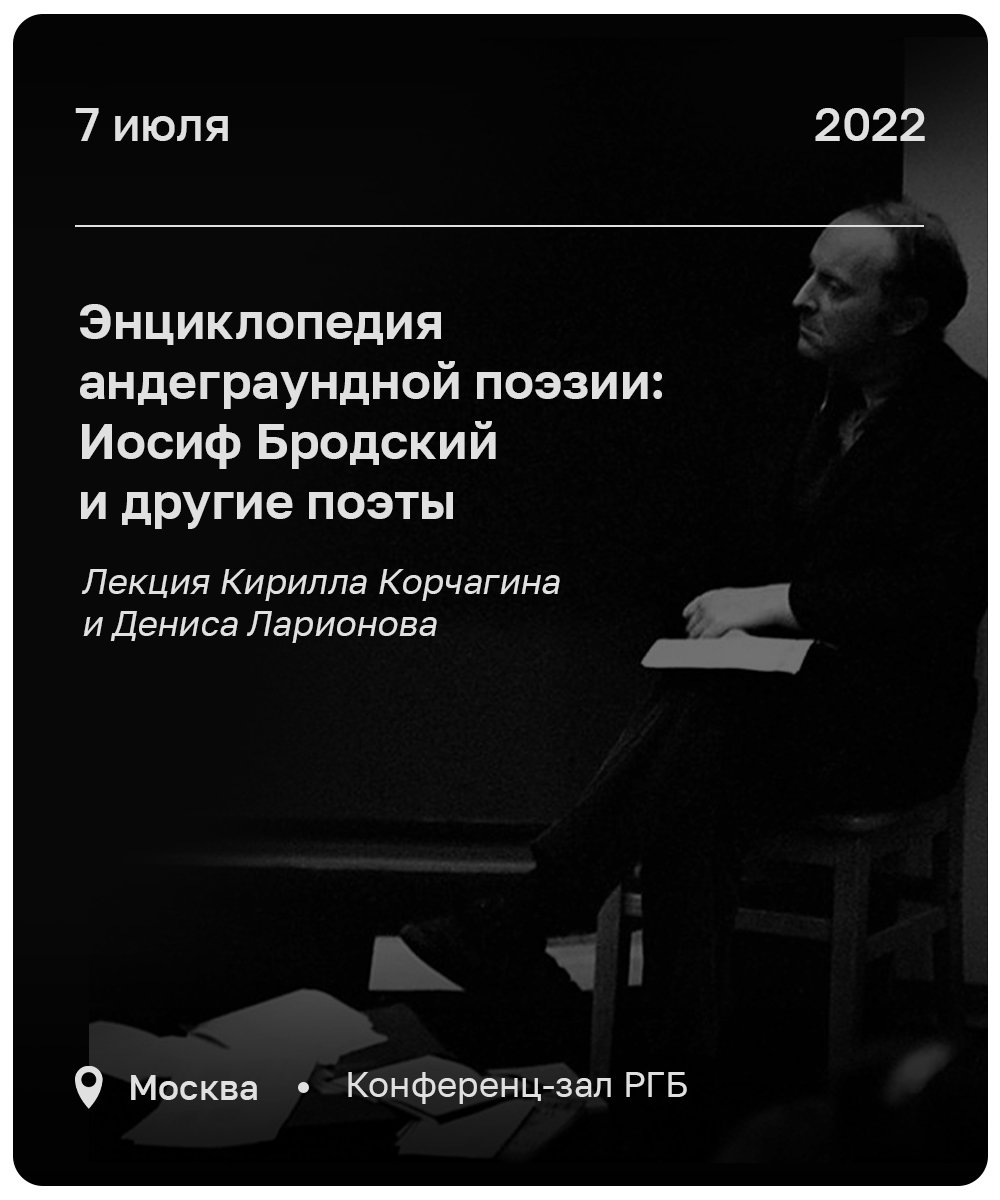 7 июля
2022
Энциклопедия
андеграундной поэзии:
Иосиф Бродский
и другие поэты
Лекция Кирилла Корчагина
и Дениса Ларионова
Москва • Конференц-зал РГБ